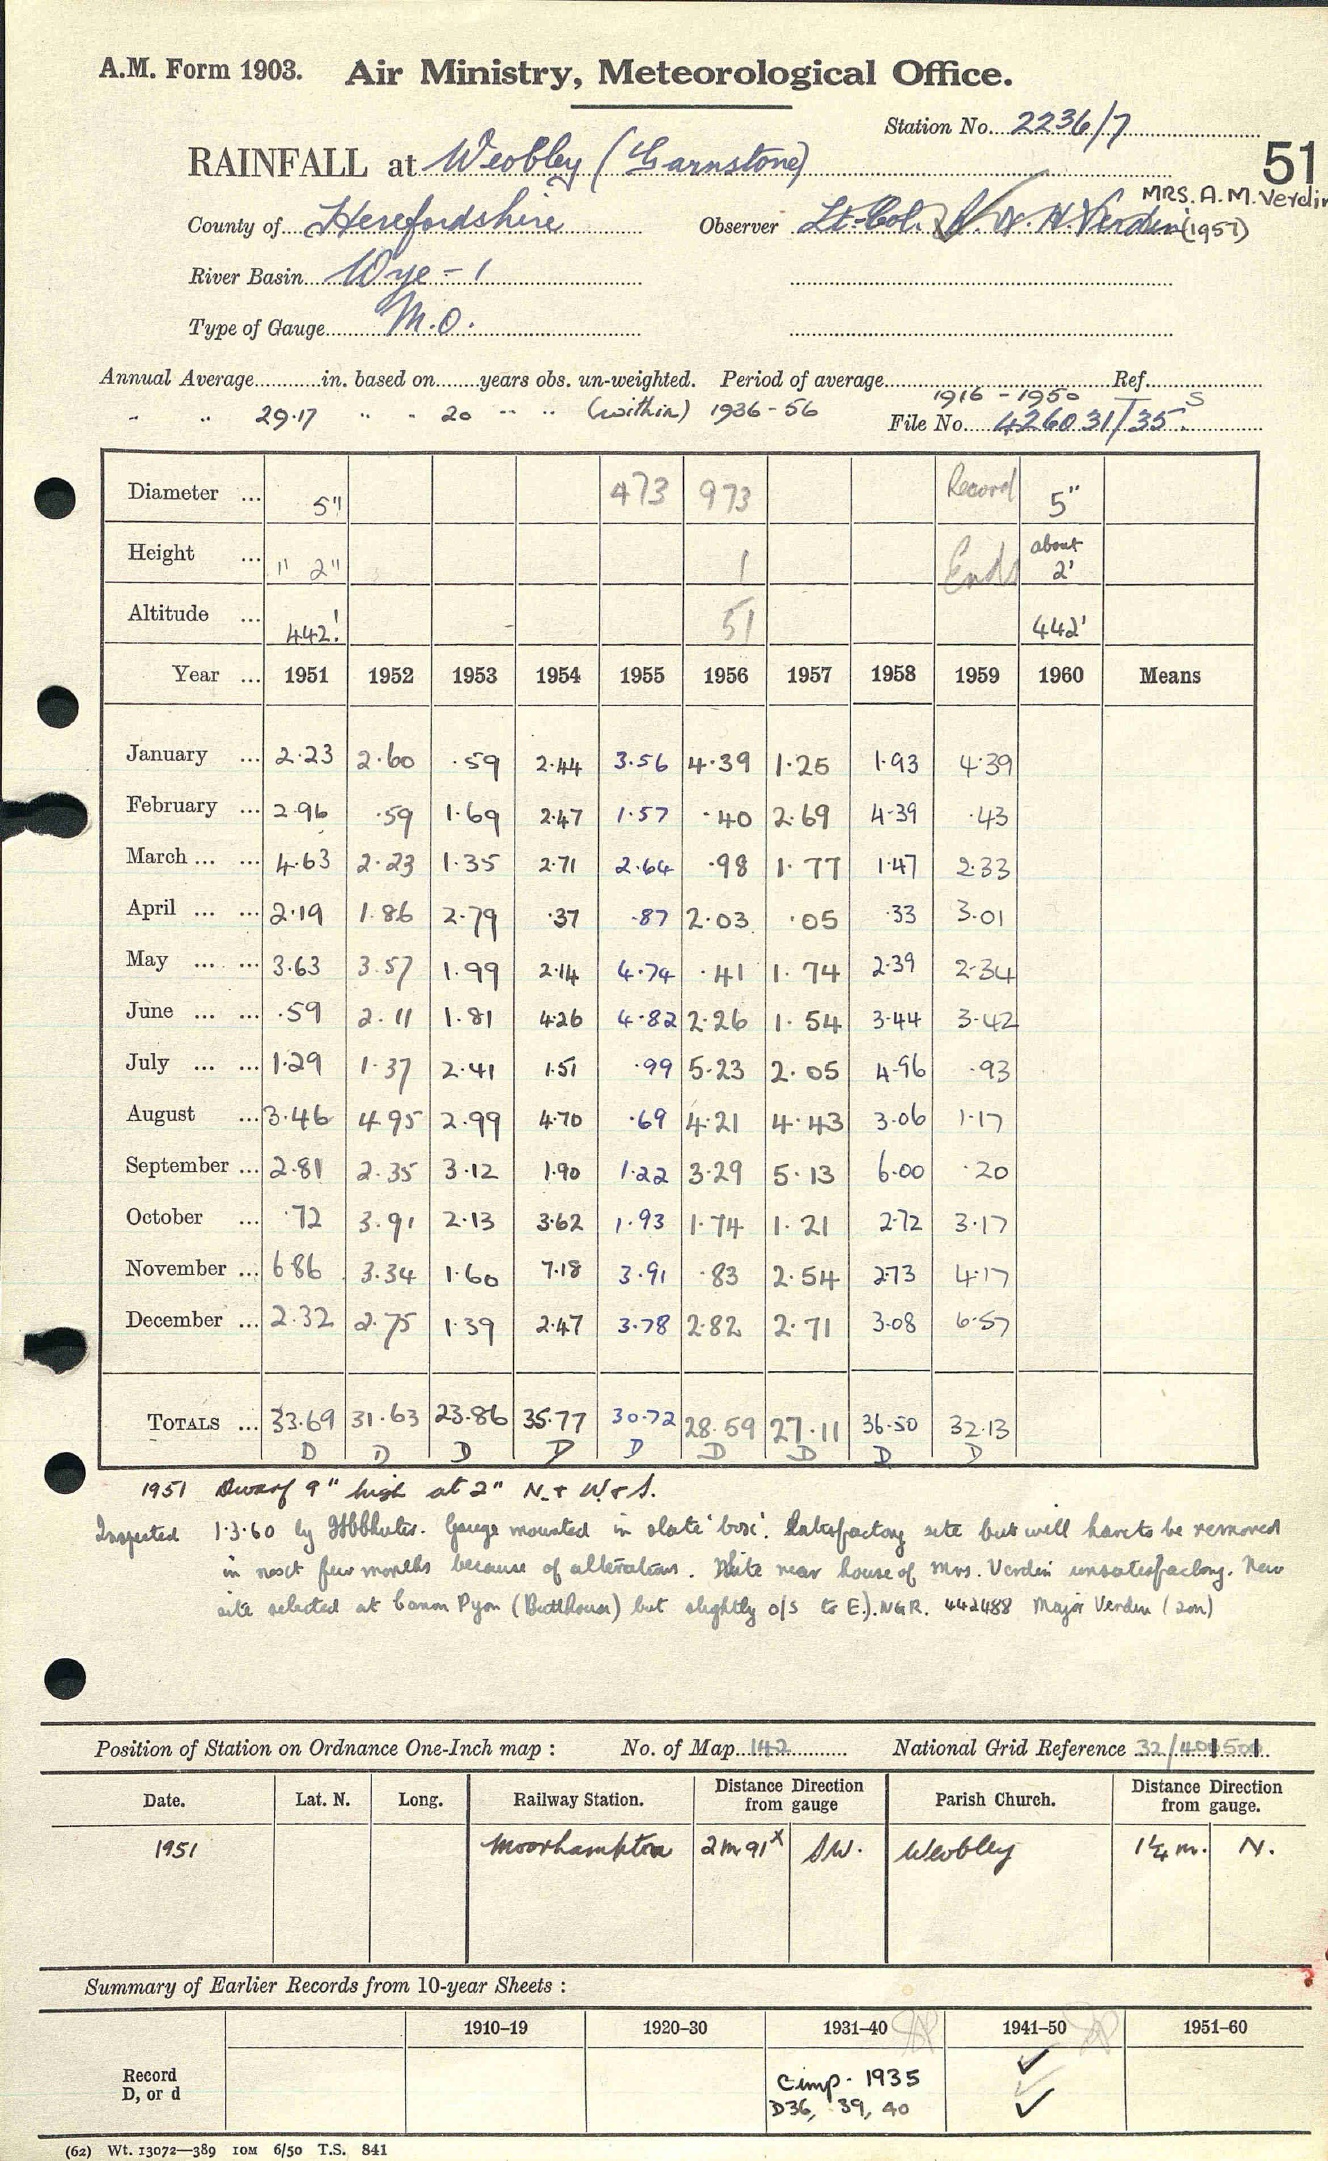 A.M. Form 1903. Air Ministry, Meteorological Office.
Station No. 2236/7
RAINFALL at Weobley (Garnstone)
51
MRS. A.M. Verdin
County of Herefordshire Observer Lt. Col. Verdin (1957)
River Basin Wye - 1
Type of Gauge M.O.
Annual Average in. based on years obs. un-weighted. Period of average 1916 - 1950 Ref.
" " 29.17 " " 20 " " (within) 1936 - 56 File No. 426031/35 S
Diameter ... 5" 473 973 Record 5"
Height ... 1" 2" 1 Ends about 2'
Altitude ... 442' 51 442'
Year ... 1951 1952 1953 1954 1955 1956 1957 1958 1959 1960 Means
January ... 2.23 2.60 .59 2.44 3.56 4.39 1.25 1.93 4.39
February ... 2.96 .59 1.69 2.47 1.57 .40 2.69 4.39 .43
March ... ... 4.63 2.23 1.35 2.71 2.64 .98 1.77 1.47 2.33
April ... ... 2.19 1.86 2.79 .37 .87 2.03 .05 .33 3.01
May ... ... 3.63 3.57 1.99 2.14 4.74 .41 1.74 2.39 2.34
June ... ... .59 2.11 1.81 4.26 4.82 2.26 1.54 3.44 3.42
July ... ... 1.29 1.37 2.41 1.51 .99 5.23 2.05 4.96 .93
August ... 3.46 4.95 2.99 4.70 .69 4.21 4.43 3.06 1.17
September ... 2.81 2.35 3.12 1.90 1.22 3.29 5.13 6.00 .20
October ... .72 3.91 2.13 3.62 1.93 1.74 1.21 2.72 3.17
November ... 6.86 3.34 1.60 7.18 3.91 .83 2.54 2.73 4.17
December ... 2.32 2.75 1.39 2.47 3.78 2.82 2.71 3.08 6.57
TOTALS ... 33.69 31.63 23.86 35.77 30.72 28.59 27.11 36.50 32.13
D D D D D D D D D
1951 Dwarf 9" high at 2" N. + W. + S.
Inspected 1.3.60 by Gauge mounted in slate 'box'. Satisfactory site but will have to be removed
in next few months because of alterations. Site near house of Mrs. Verdin unsatisfactory. New
site selected at Canon Pyon (Butthouse) but slightly o/s to E.). NGR. 442488 Major Verdin (son)
Position of Station on Ordnance One-Inch map : No. of Map 142 National Grid Reference 32/400500
Date. Lat. N. Long. Railway Station. Distance Direction from gauge Parish Church. Distance Direction from gauge.
1951 Moorhampton 2m 91x SW. Weobley 1¼ m. N.
Summary of Earlier Records from 10-year Sheets :
1910–19 1920–30 1931–40 1941–50 1951–60
Record D, or d
Cimp. 1935
D36, 39, 40
(62) Wt. 13072—389 10M 6/50 T.S. 841